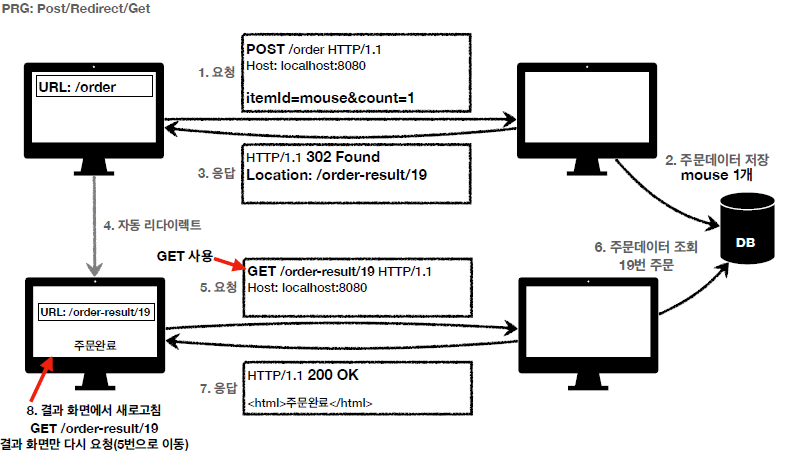 PRG: Post/Redirect/Get
URL: /order
1. 요청
POST /order HTTP/1.1
Host: localhost:8080
itemId=mouse&count=1
3. 응답
HTTP/1.1 302 Found
Location: /order-result/19
2. 주문데이터 저장
mouse 1개
4. 자동 리다이렉트
DB
GET 사용
5. 요청
GET /order-result/19 HTTP/1.1
Host: localhost:8080
6. 주문데이터 조회
19번 주문
URL: /order-result/19
주문완료
7. 응답
HTTP/1.1 200 OK
<html>주문완료</html>
8. 결과 화면에서 새로고침
GET /order-result/19
결과 화면만 다시 요청(5번으로 이동)